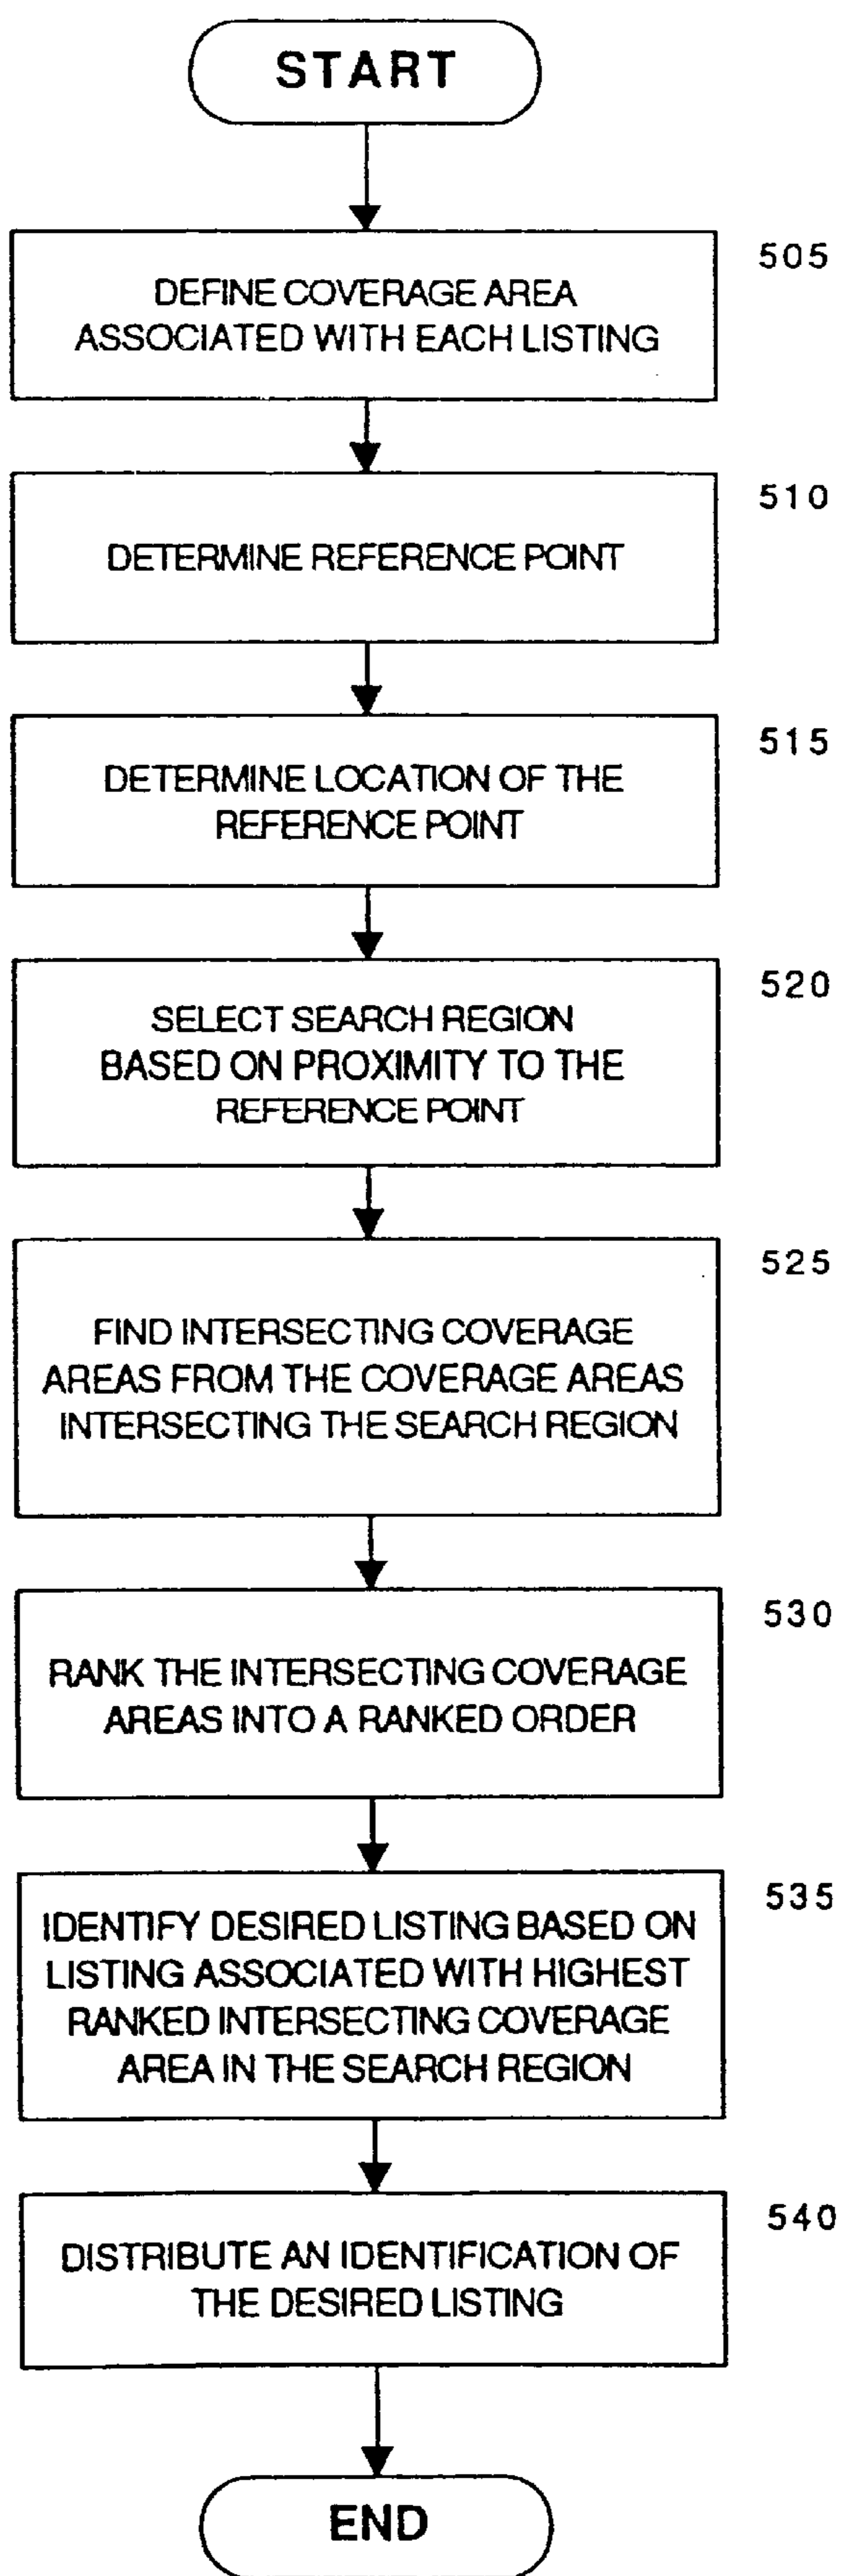 START
505
DEFINE COVERAGE AREA
ASSOCIATED WITH EACH LISTING
510
DETERMINE REFERENCE POINT
515
DETERMINE LOCATION OF THE
REFERENCE POINT
520
SELECT SEARCH REGION
BASED ON PROXIMITY TO THE
REFERENCE POINT
525
FIND INTERSECTING COVERAGE
AREAS FROM THE COVERAGE AREAS
INTERSECTING THE SEARCH REGION
530
RANK THE INTERSECTING COVERAGE
AREAS INTO A RANKED ORDER
535
IDENTIFY DESIRED LISTING BASED ON
LISTING ASSOCIATED WITH HIGHEST
RANKED INTERSECTING COVERAGE
AREA IN THE SEARCH REGION
540
DISTRIBUTE AN IDENTIFICATION OF
THE DESIRED LISTING
END